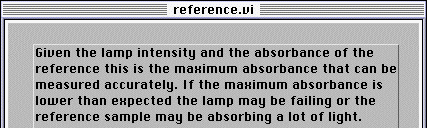 reference.vi
Given the lamp intensity and the absorbance of the
reference this is the maximum absorbance that can be
measured accurately. If the maximum absorbance is
lower than expected the lamp may be failing or the
reference sample may be absorbing a lot of light.